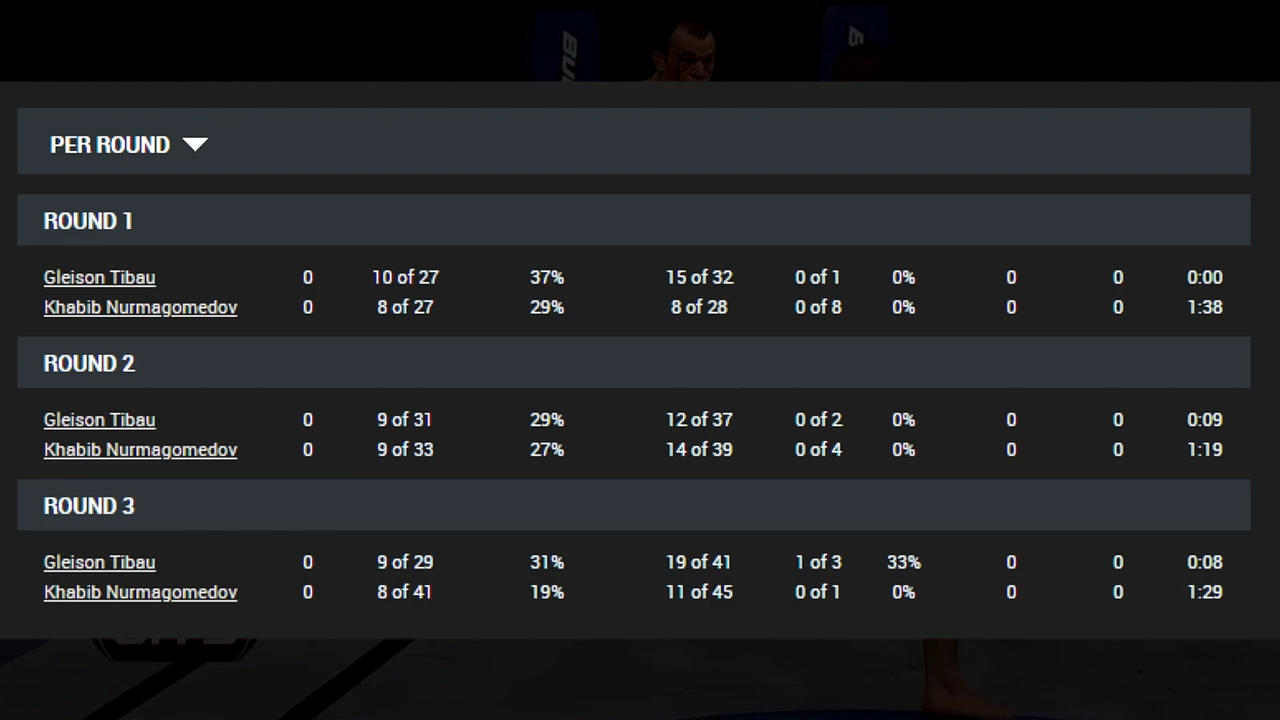 PER ROUND
ROUND 1
Gleison Tibau 0 10 of 27 37% 15 of 32 0 of 1 0% 0 0 0:00
Khabib Nurmagomedov 0 8 of 27 29% 8 of 28 0 of 8 0% 0 0 1:38
ROUND 2
Gleison Tibau 0 9 of 31 29% 12 of 37 0 of 2 0% 0 0 0:09
Khabib Nurmagomedov 0 9 of 33 27% 14 of 39 0 of 4 0% 0 0 1:19
ROUND 3
Gleison Tibau 0 9 of 29 31% 19 of 41 1 of 3 33% 0 0 0:08
Khabib Nurmagomedov 0 8 of 41 19% 11 of 45 0 of 1 0% 0 0 1:29